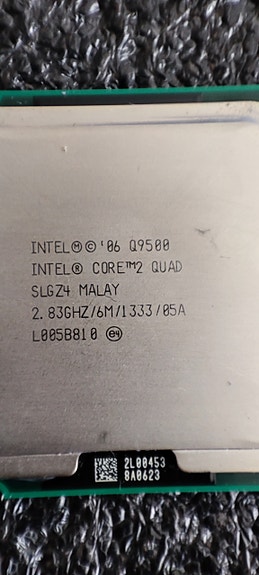 INTEL® © '06 Q9500
INTEL® CORE™2 QUAD
SLGZ4 MALAY
2.83GHZ/6M/1333/05A
L005B810 e4
2L00453
8A0623